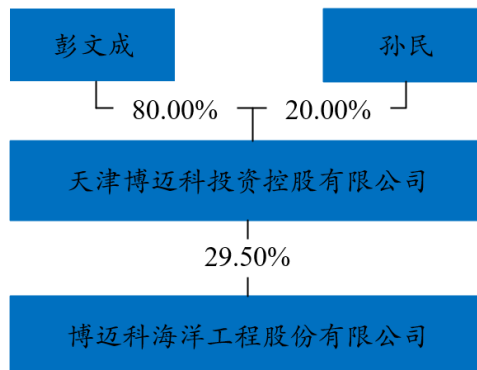 彭文成
孙民
80.00%
20.00%
天津博迈科投资控股有限公司
29.50%
博迈科海洋工程股份有限公司